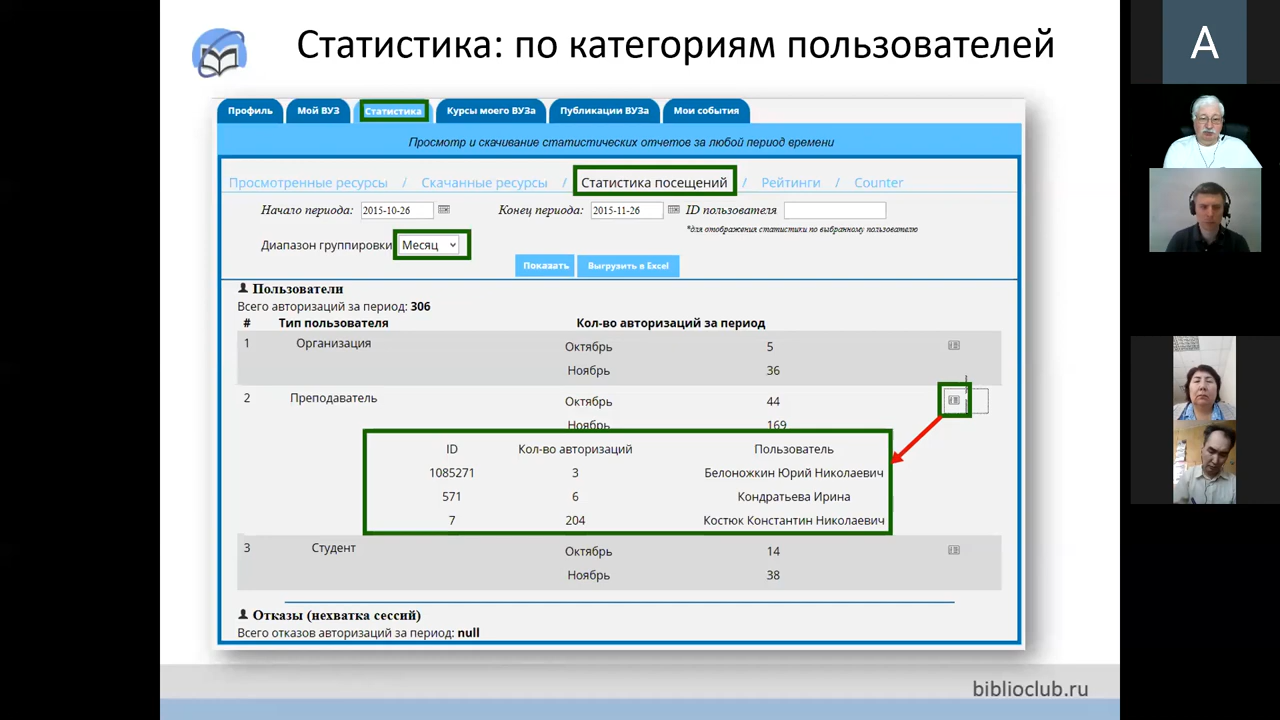 Статистика: по категориям пользователей
A
Профиль Мой ВУЗ Статистика Курсы моего ВУЗа Публикации ВУЗа Мои события
Просмотр и скачивание статистических отчетов за любой период времени
Просмотренные ресурсы / Скачанные ресурсы / Статистика посещений / Рейтинги / Counter
Начало периода: 2015-10-26 Конец периода: 2015-11-26 ID пользователя
*для отображения статистики по выбранному пользователю
Диапазон группировки Месяц
Показать Выгрузить в Excel
Пользователи
Всего авторизаций за период: 306
# Тип пользователя Кол-во авторизаций за период
1 Организация Октябрь 5
Ноябрь 36
2 Преподаватель Октябрь 44
Ноябрь 169
ID Кол-во авторизаций Пользователь
1085271 3 Белоножкин Юрий Николаевич
571 6 Кондратьева Ирина
7 204 Костюк Константин Николаевич
3 Студент Октябрь 14
Ноябрь 38
Отказы (нехватка сессий)
Всего отказов авторизаций за период: null
biblioclub.ru